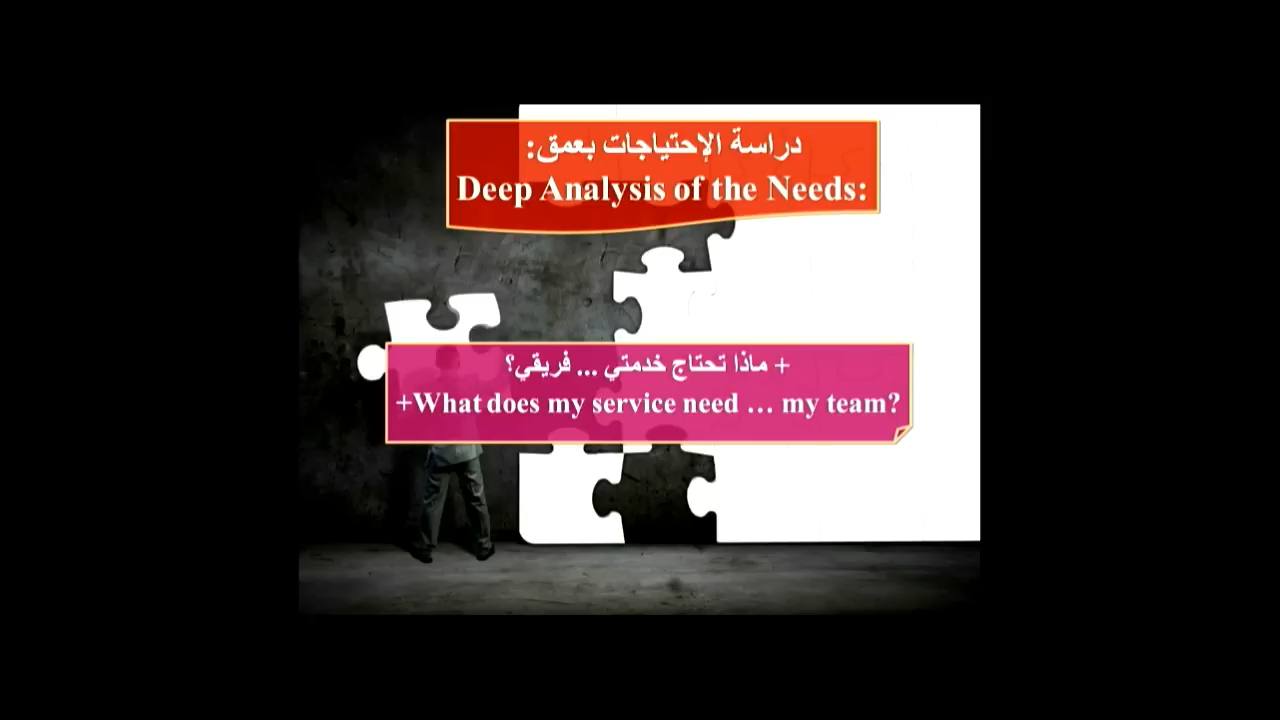 دراسة الإحتياجات بعمق:
Deep Analysis of the Needs:
+ ماذا تحتاج خدمتي ... فريقي؟
+What does my service need … my team?